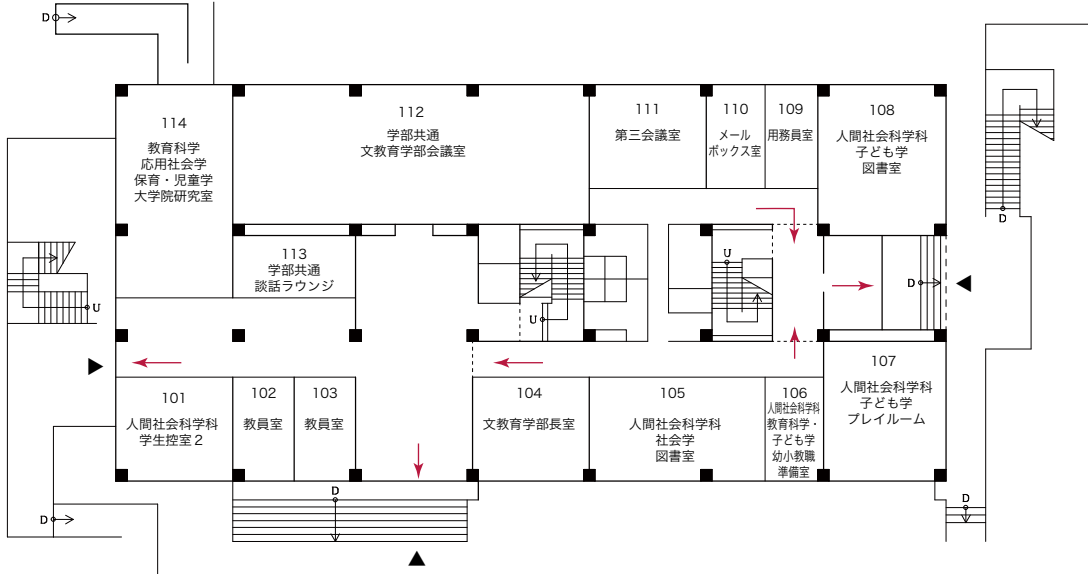 D
114
教育科学
応用社会学
保育・児童学
大学院研究室
112
学部共通
文教育学部会議室
111
第三会議室
110
メール
ボックス室
109
用務員室
108
人間社会科学科
子ども学
図書室
D
113
学部共通
談話ラウンジ
U
U
U
D
101
人間社会科学科
学生控室2
102
教員室
103
教員室
104
文教育学部長室
105
人間社会科学科
社会学
図書室
106
人間社会科学科
教育科学・
子ども学
幼小教職
準備室
107
人間社会科学科
子ども学
プレイルーム
D
D
D